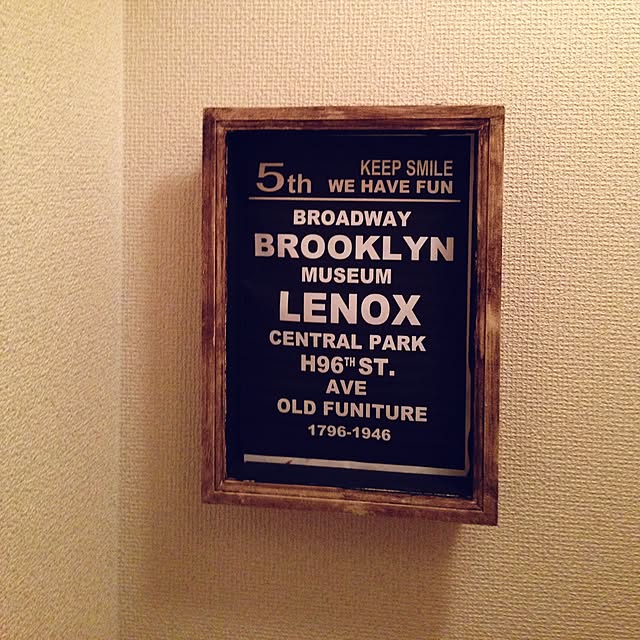 5th KEEP SMILE
WE HAVE FUN
BROADWAY
BROOKLYN
MUSEUM
LENOX
CENTRAL PARK
H96TH ST.
AVE
OLD FUNITURE
1796-1946